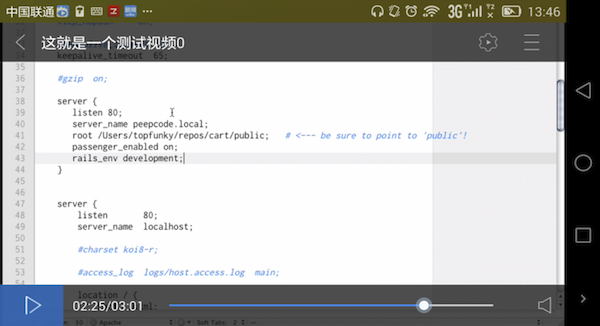 中国联通
3G
13:46
这就是一个测试视频0
34 keepalive_timeout 65;
35
36 #gzip on;
37
38 server {
39 listen 80;
40 server_name peepcode.local;
41 root /Users/topfunky/repos/cart/public; # <--- be sure to point to 'public'!
42 passenger_enabled on;
43 rails_env development;
44 }
45
46
47 server {
48 listen 80;
49 server_name localhost;
50
51 #charset koi8-r;
52
53 #access_log logs/host.access.log main;
54
location / {
02:25/03:01
Apache
Soft Tabs: 2